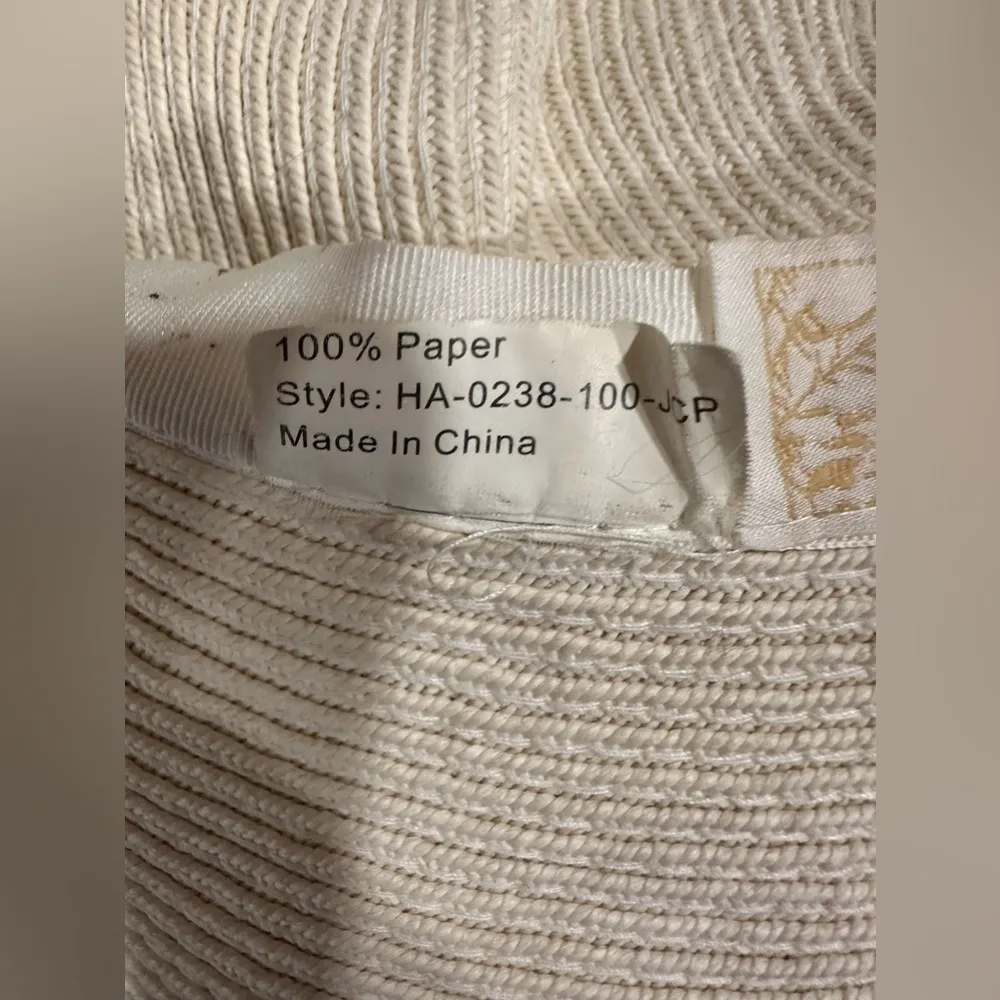 100% Paper
Style: HA-0238-100-JCP
Made In China